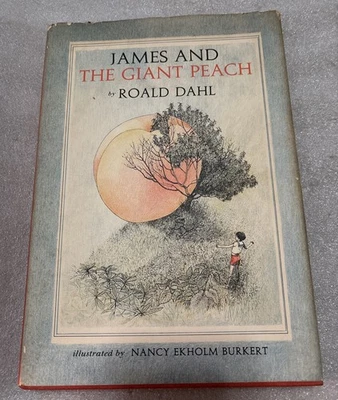 JAMES AND
THE GIANT PEACH
by ROALD DAHL
illustrated by NANCY EKHOLM BURKERT